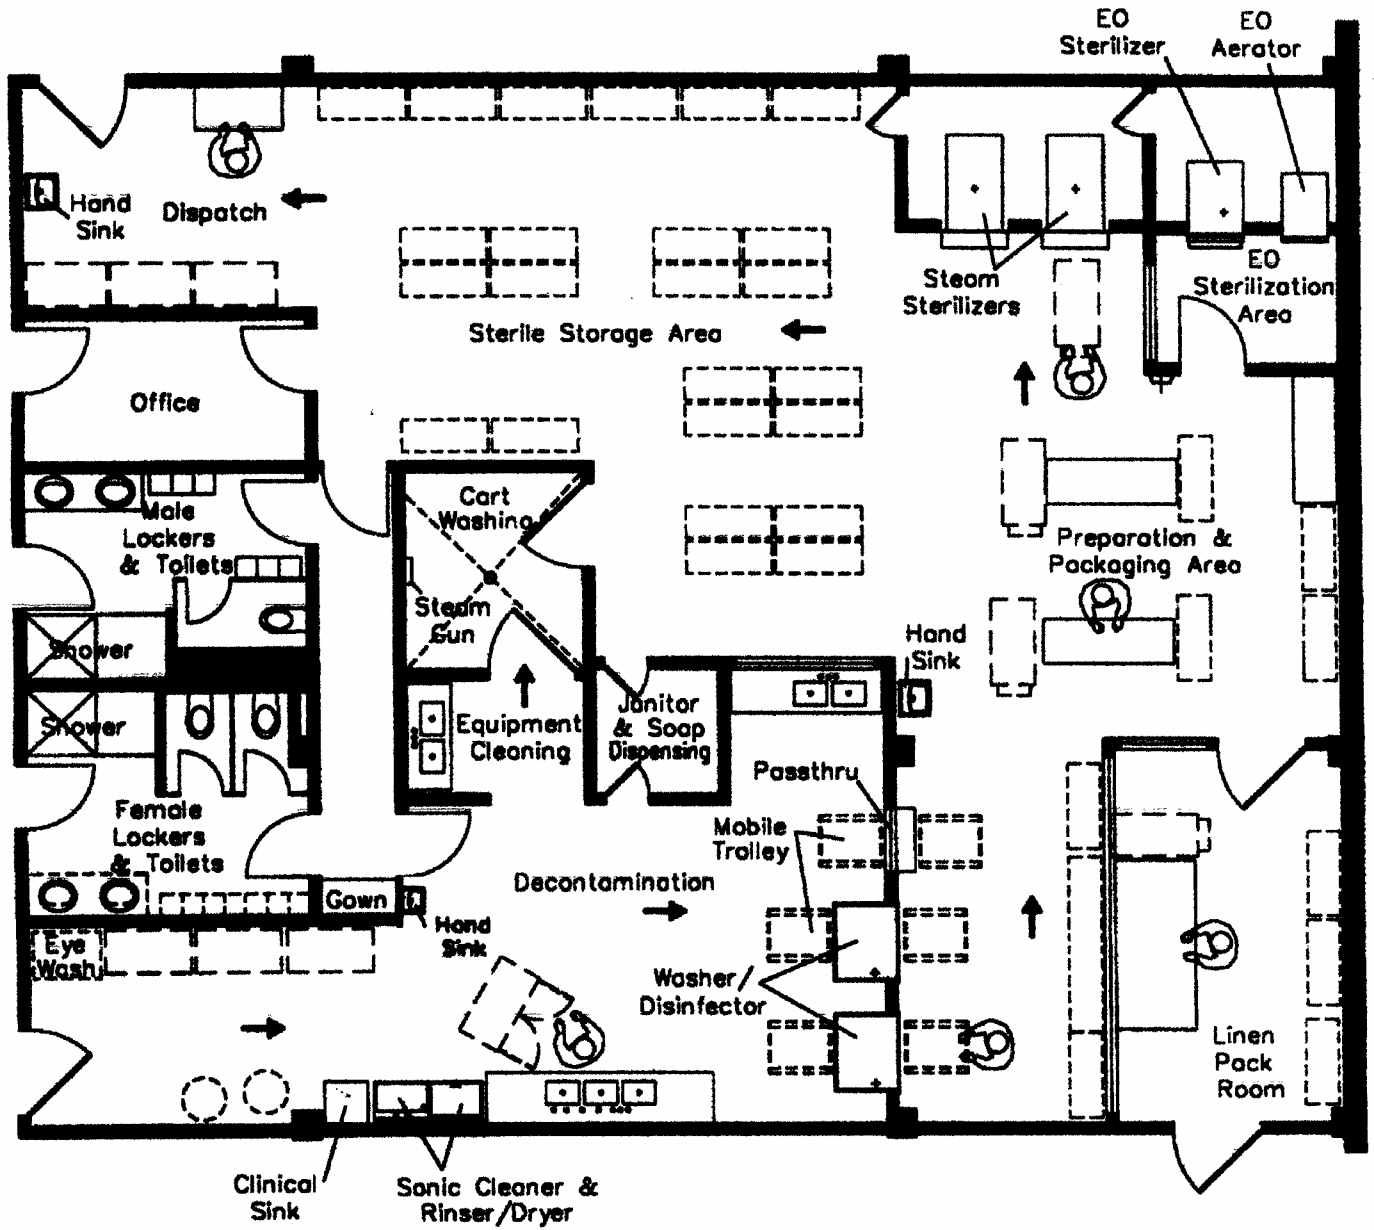 EO
Sterilizer
EO
Aerator
Hand
Sink
Dispatch
Steam
Sterilizers
EO
Sterilization
Area
Sterile Storage Area
Office
Cart
Washing
Male
Lockers
& Toilets
Preparation &
Packaging Area
Steam
Gun
Hand
Sink
Shower
Shower
Equipment
Cleaning
Janitor
& Soap
Dispensing
Passthru
Female
Lockers
& Toilets
Mobile
Trolley
Decontamination
Gown
Hand
Sink
Eye
Wash
Washer/
Disinfector
Linen
Pack
Room
Clinical
Sink
Sonic Cleaner &
Rinser/Dryer